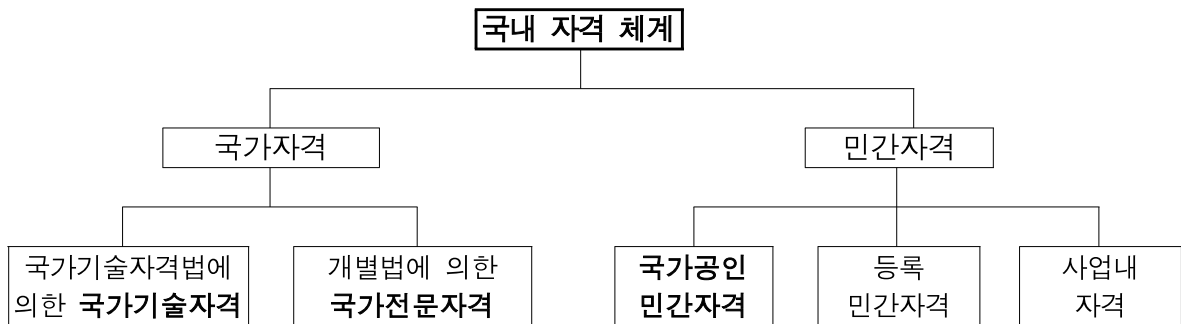 국내 자격 체계
국가자격
민간자격
국가기술자격법에
의한 국가기술자격
개별법에 의한
국가전문자격
국가공인
민간자격
등록
민간자격
사업내
자격